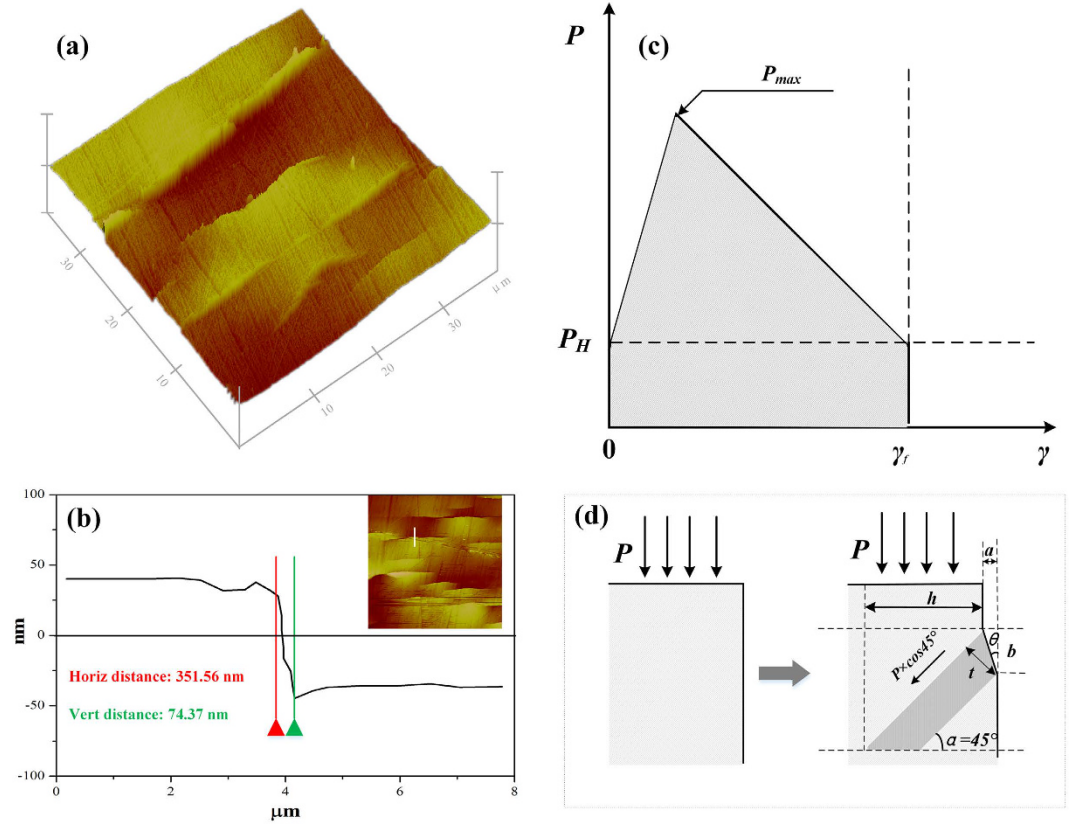 (a)
30
20
10
10
20
30
μm
(c)
P
P_max
P_H
0
γ_f
γ
(b)
100
50
0
-50
-100
nm
Horiz distance: 351.56 nm
Vert distance: 74.37 nm
0
2
4
6
8
μm
(d)
P
P
a
h
θ
b
t
P×cos45°
α=45°